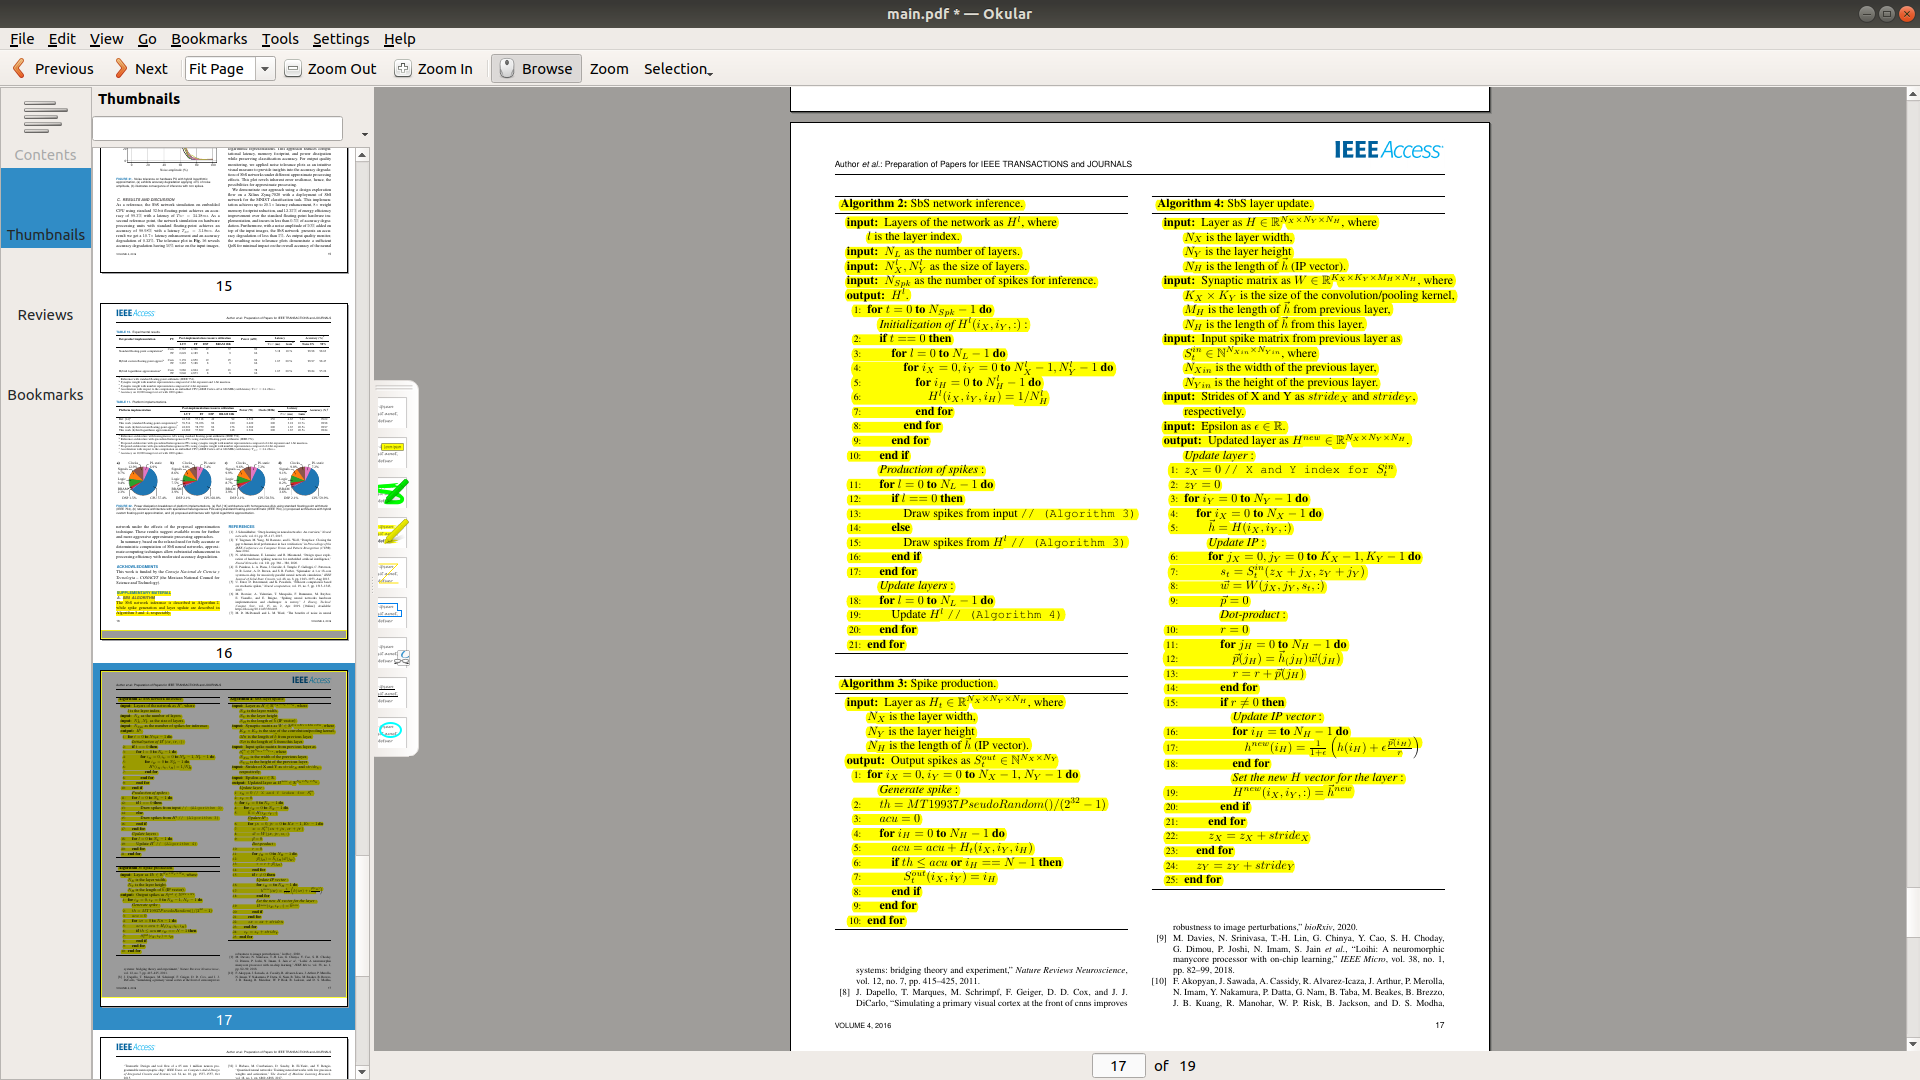 main.pdf * — Okular
File Edit View Go Bookmarks Tools Settings Help
Previous Next Fit Page Zoom Out Zoom In Browse Zoom Selection
Contents
Thumbnails
Reviews
Bookmarks
Thumbnails
15
16
17
Author et al.: Preparation of Papers for IEEE TRANSACTIONS and JOURNALS
IEEE Access
Algorithm 2: SbS network inference.
input: Layers of the network as H^l, where
l is the layer index.
input: N_L as the number of layers.
input: N_X^l, N_Y^l as the size of layers.
input: N_Spk as the number of spikes for inference.
output: H^l.
1: for t = 0 to N_Spk − 1 do
Initialization of H^l(i_X, i_Y, :) :
2: if t == 0 then
3: for l = 0 to N_L − 1 do
4: for i_X = 0, i_Y = 0 to N_X^l − 1, N_Y^l − 1 do
5: for i_H = 0 to N_H^l − 1 do
6: H^l(i_X, i_Y, i_H) = 1/N_H^l
7: end for
8: end for
9: end for
10: end if
Production of spikes :
11: for l = 0 to N_L − 1 do
12: if l == 0 then
13: Draw spikes from input // (Algorithm 3)
14: else
15: Draw spikes from H^l // (Algorithm 3)
16: end if
17: end for
Update layers :
18: for l = 0 to N_L − 1 do
19: Update H^l // (Algorithm 4)
20: end for
21: end for
Algorithm 3: Spike production.
input: Layer as H_t ∈ ℝ^{N_X×N_Y×N_H}, where
N_X is the layer width,
N_Y is the layer height
N_H is the length of h⃗ (IP vector).
output: Output spikes as S_t^out ∈ ℕ^{N_X×N_Y}
1: for i_X = 0, i_Y = 0 to N_X − 1, N_Y − 1 do
Generate spike :
2: th = MT19937PseudoRandom()/(2^32 − 1)
3: acu = 0
4: for i_H = 0 to N_H − 1 do
5: acu = acu + H_t(i_X, i_Y, i_H)
6: if th ≤ acu or i_H == N − 1 then
7: S_t^out(i_X, i_Y) = i_H
8: end if
9: end for
10: end for
systems: bridging theory and experiment,” Nature Reviews Neuroscience,
vol. 12, no. 7, pp. 415–425, 2011.
[8] J. Dapello, T. Marques, M. Schrimpf, F. Geiger, D. D. Cox, and J. J.
DiCarlo, “Simulating a primary visual cortex at the front of cnns improves
Algorithm 4: SbS layer update.
input: Layer as H ∈ ℝ^{N_X×N_Y×N_H}, where
N_X is the layer width,
N_Y is the layer height
N_H is the length of h⃗ (IP vector).
input: Synaptic matrix as W ∈ ℝ^{K_X×K_Y×M_H×N_H}, where
K_X × K_Y is the size of the convolution/pooling kernel,
M_H is the length of h⃗ from previous layer,
N_H is the length of h⃗ from this layer.
input: Input spike matrix from previous layer as
S_t^in ∈ ℕ^{N_Xin×N_Yin}, where
N_Xin is the width of the previous layer,
N_Yin is the height of the previous layer.
input: Strides of X and Y as stride_X and stride_Y,
respectively.
input: Epsilon as ϵ ∈ ℝ.
output: Updated layer as H^new ∈ ℝ^{N_X×N_Y×N_H}.
Update layer :
1: z_X = 0 // X and Y index for S_t^in
2: z_Y = 0
3: for i_Y = 0 to N_Y − 1 do
4: for i_X = 0 to N_X − 1 do
5: h⃗ = H(i_X, i_Y, :)
Update IP :
6: for j_X = 0, j_Y = 0 to K_X − 1, K_Y − 1 do
7: s_t = S_t^in(z_X + j_X, z_Y + j_Y)
8: w⃗ = W(j_X, j_Y, s_t, :)
9: p⃗ = 0
Dot-product :
10: r = 0
11: for j_H = 0 to N_H − 1 do
12: p⃗(j_H) = h⃗(j_H)w⃗(j_H)
13: r = r + p⃗(j_H)
14: end for
15: if r ≠ 0 then
Update IP vector :
16: for i_H = to N_H − 1 do
17: h^new(i_H) = 1/(1+ϵ) (h(i_H) + ϵ p⃗(i_H)/r)
18: end for
Set the new H vector for the layer :
19: H^new(i_X, i_Y, :) = h⃗^new
20: end if
21: end for
22: z_X = z_X + stride_X
23: end for
24: z_Y = z_Y + stride_Y
25: end for
robustness to image perturbations,” bioRxiv, 2020.
[9] M. Davies, N. Srinivasa, T.-H. Lin, G. Chinya, Y. Cao, S. H. Choday,
G. Dimou, P. Joshi, N. Imam, S. Jain et al., “Loihi: A neuromorphic
manycore processor with on-chip learning,” IEEE Micro, vol. 38, no. 1,
pp. 82–99, 2018.
[10] F. Akopyan, J. Sawada, A. Cassidy, R. Alvarez-Icaza, J. Arthur, P. Merolla,
N. Imam, Y. Nakamura, P. Datta, G. Nam, B. Taba, M. Beakes, B. Brezzo,
J. B. Kuang, R. Manohar, W. P. Risk, B. Jackson, and D. S. Modha,
VOLUME 4, 2016
17
17 of 19